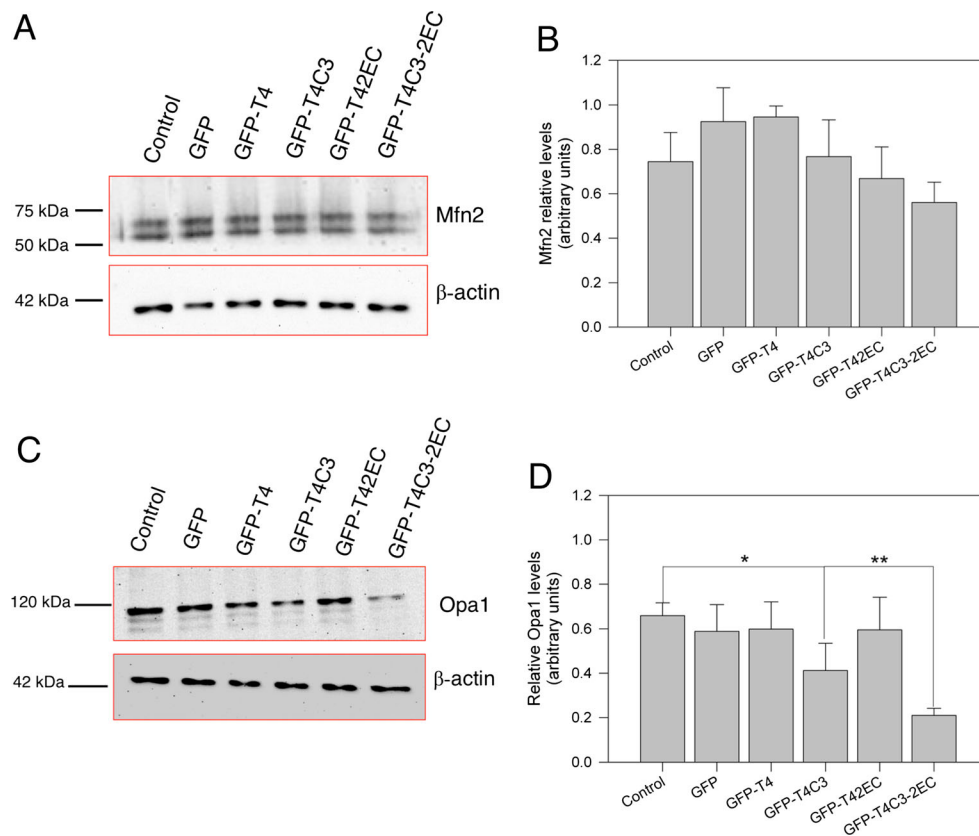 A
Control
GFP
GFP-T4
GFP-T4C3
GFP-T42EC
GFP-T4C3-2EC
75 kDa
50 kDa
Mfn2
42 kDa
β-actin
B
Mfn2 relative levels
(arbitrary units)
1.2
1.0
0.8
0.6
0.4
0.2
0.0
Control
GFP
GFP-T4
GFP-T4C3
GFP-T42EC
GFP-T4C3-2EC
C
Control
GFP
GFP-T4
GFP-T4C3
GFP-T42EC
GFP-T4C3-2EC
120 kDa
Opa1
42 kDa
β-actin
D
Relative Opa1 levels
(arbitrary units)
1.2
1.0
0.8
0.6
0.4
0.2
0.0
*
**
Control
GFP
GFP-T4
GFP-T4C3
GFP-T42EC
GFP-T4C3-2EC